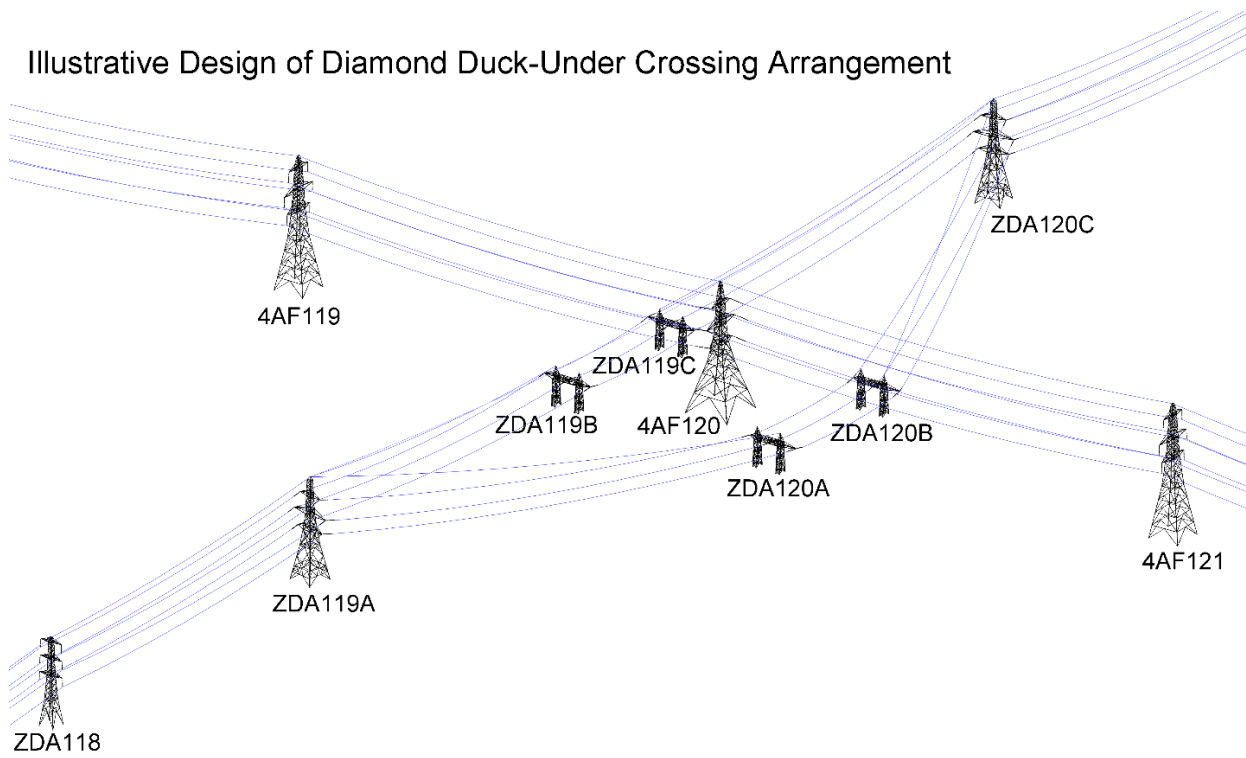 Illustrative Design of Diamond Duck-Under Crossing Arrangement
ZDA120C
4AF119
ZDA119C
ZDA119B
4AF120
ZDA120B
ZDA120A
4AF121
ZDA119A
ZDA118